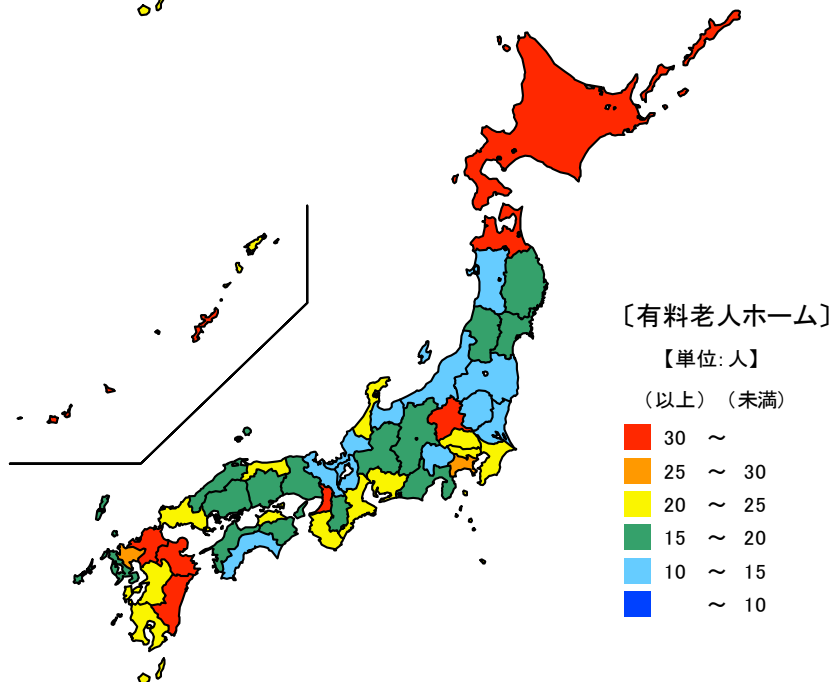 〔有料老人ホーム〕
【単位:人】
（以上）（未満）
30 ～
25 ～ 30
20 ～ 25
15 ～ 20
10 ～ 15
～ 10